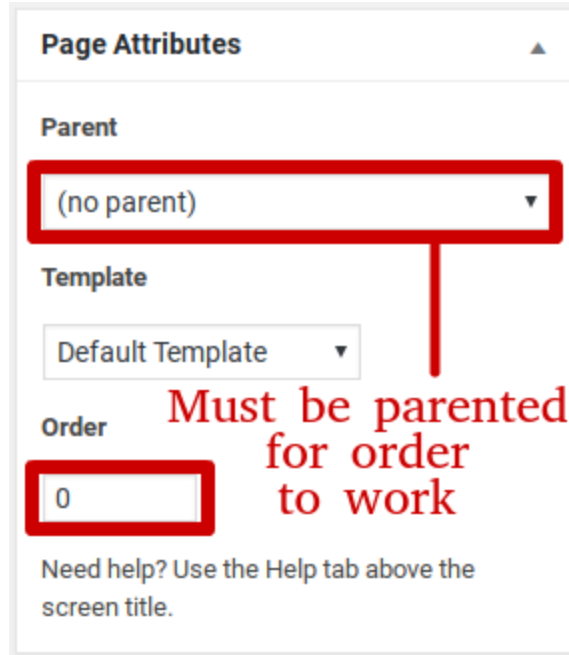 Page Attributes
Parent
(no parent)
Template
Default Template
Order
Must be parented
for order
to work
0
Need help? Use the Help tab above the
screen title.